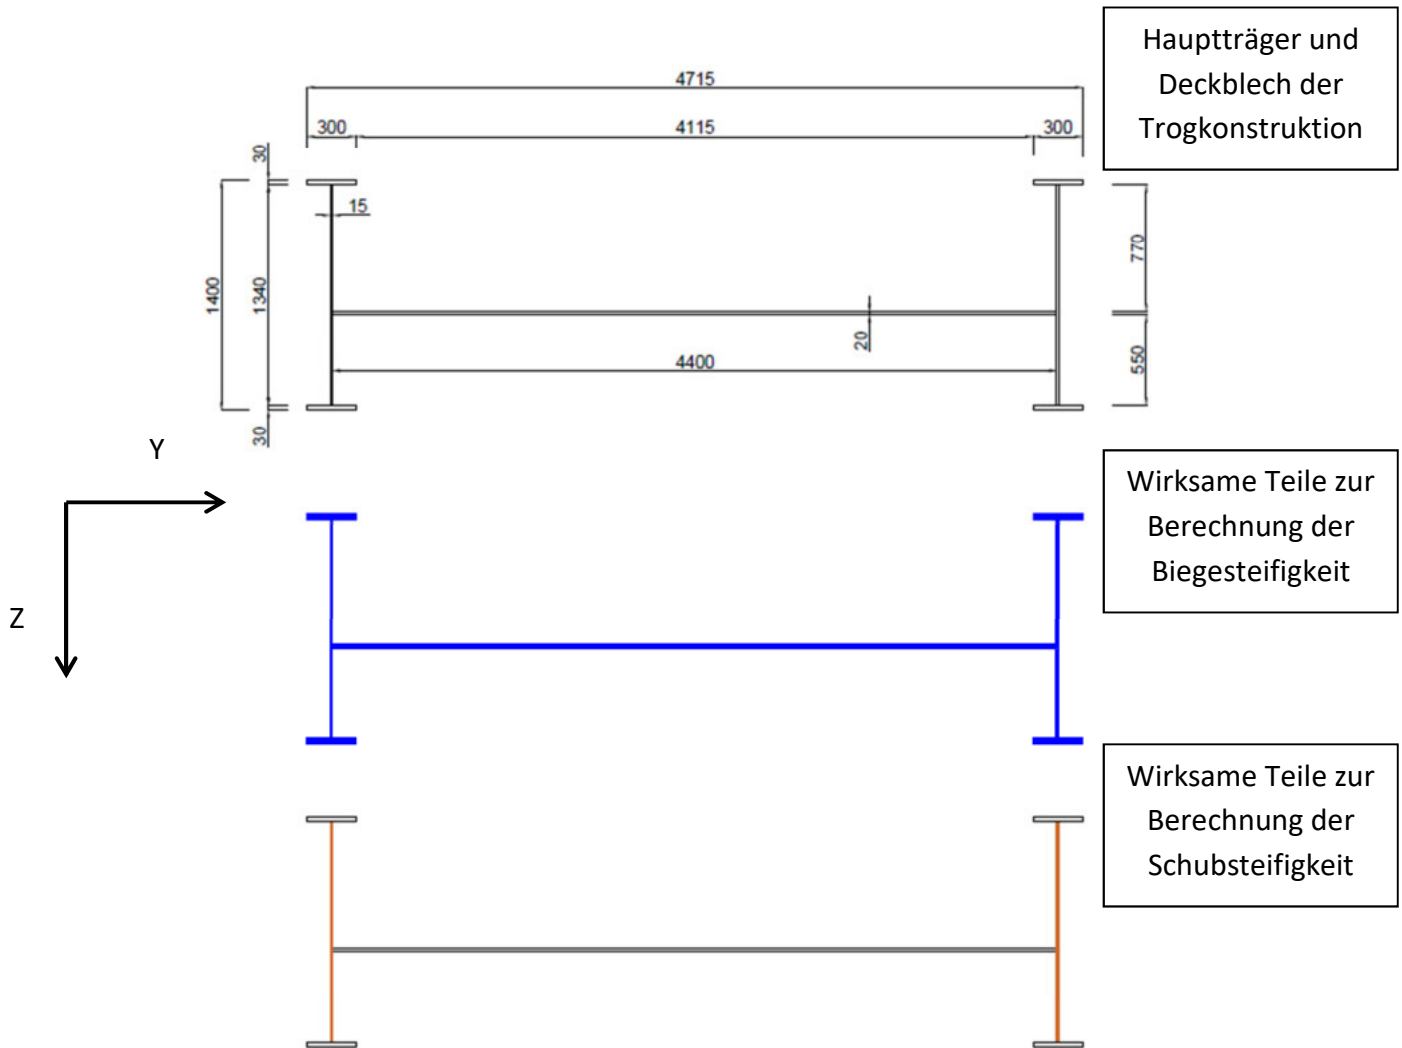 Hauptträger und
Deckblech der
Trogkonstruktion
4715
300
4115
300
30
15
1400
1340
770
20
550
4400
30
Y
Z
Wirksame Teile zur
Berechnung der
Biegesteifigkeit
Wirksame Teile zur
Berechnung der
Schubsteifigkeit